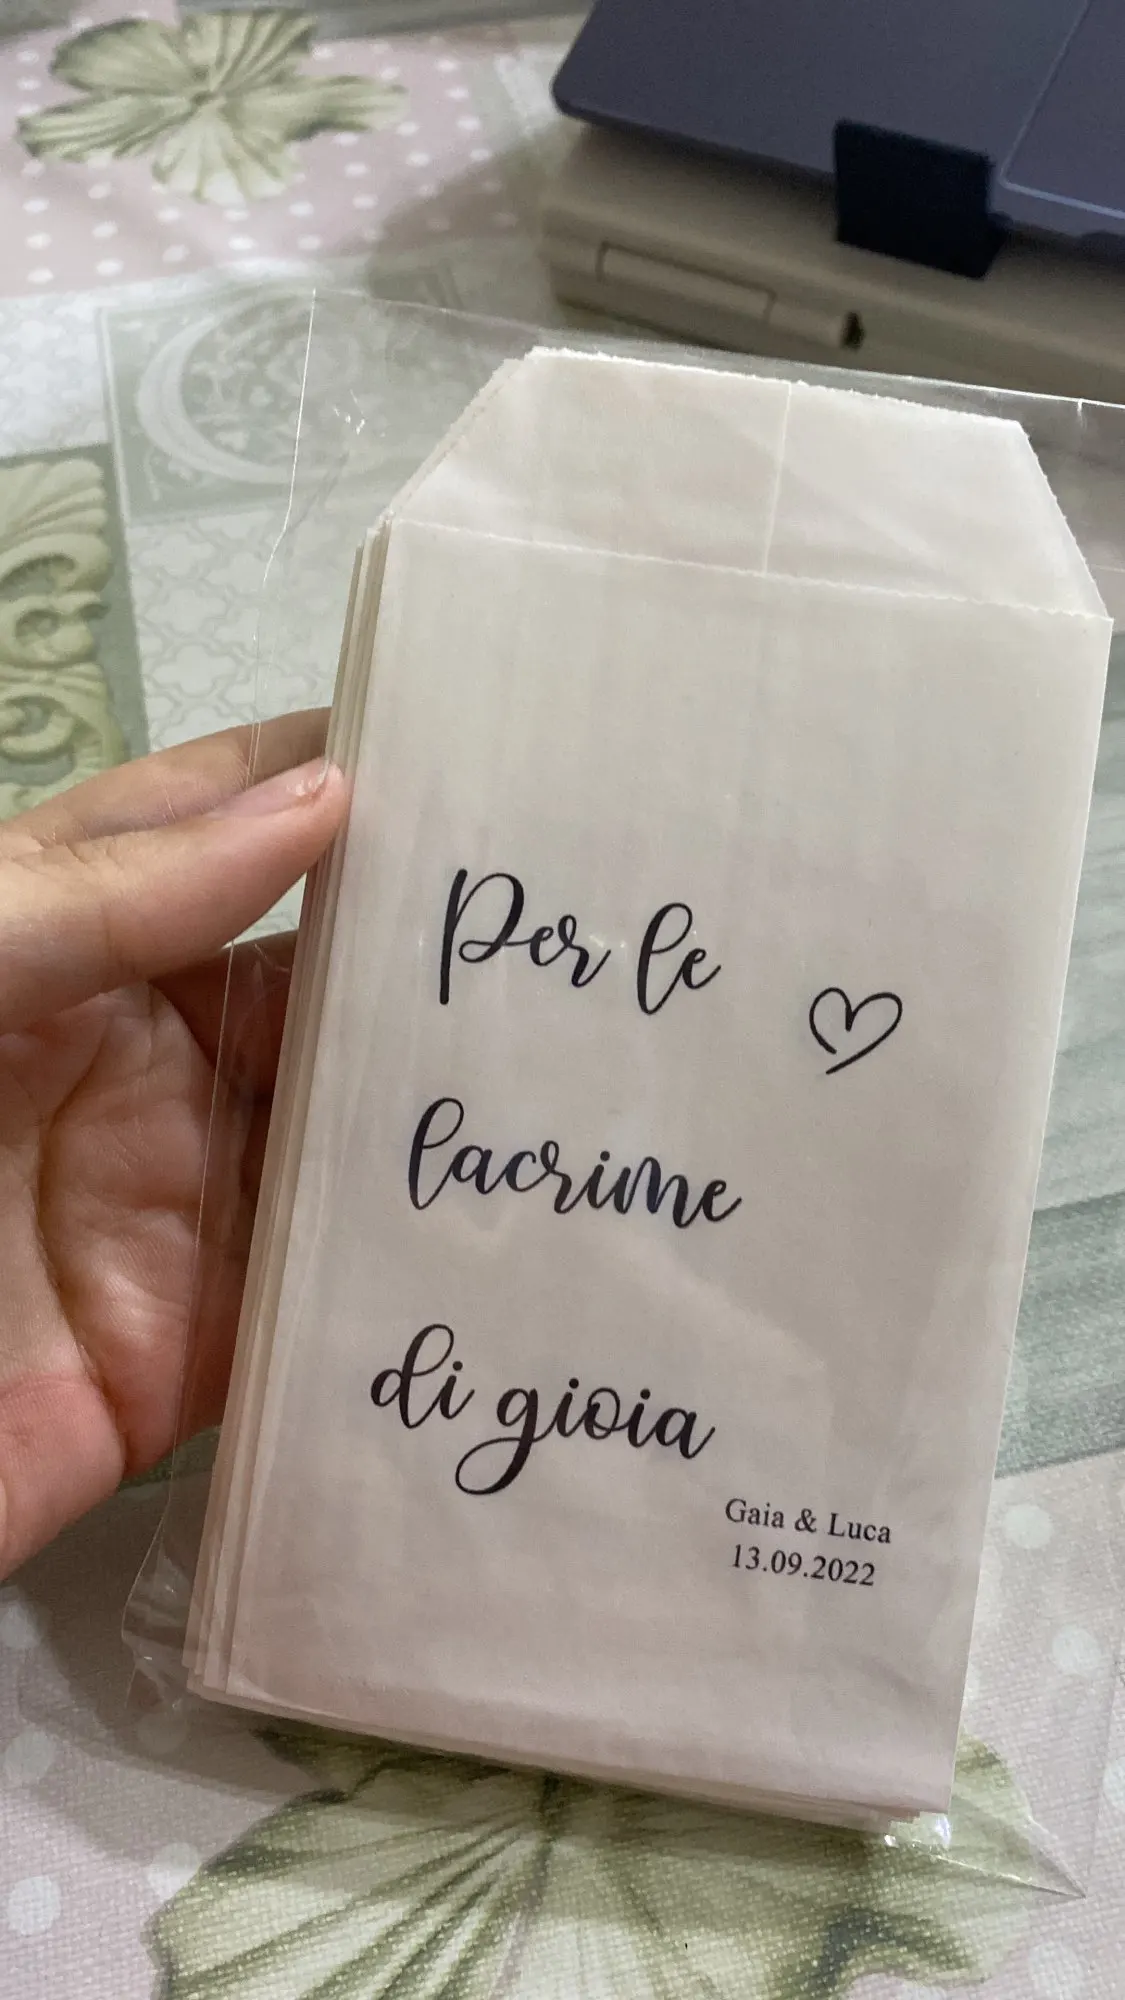 Per le
lacrime
di gioia
Gaia & Luca
13.09.2022